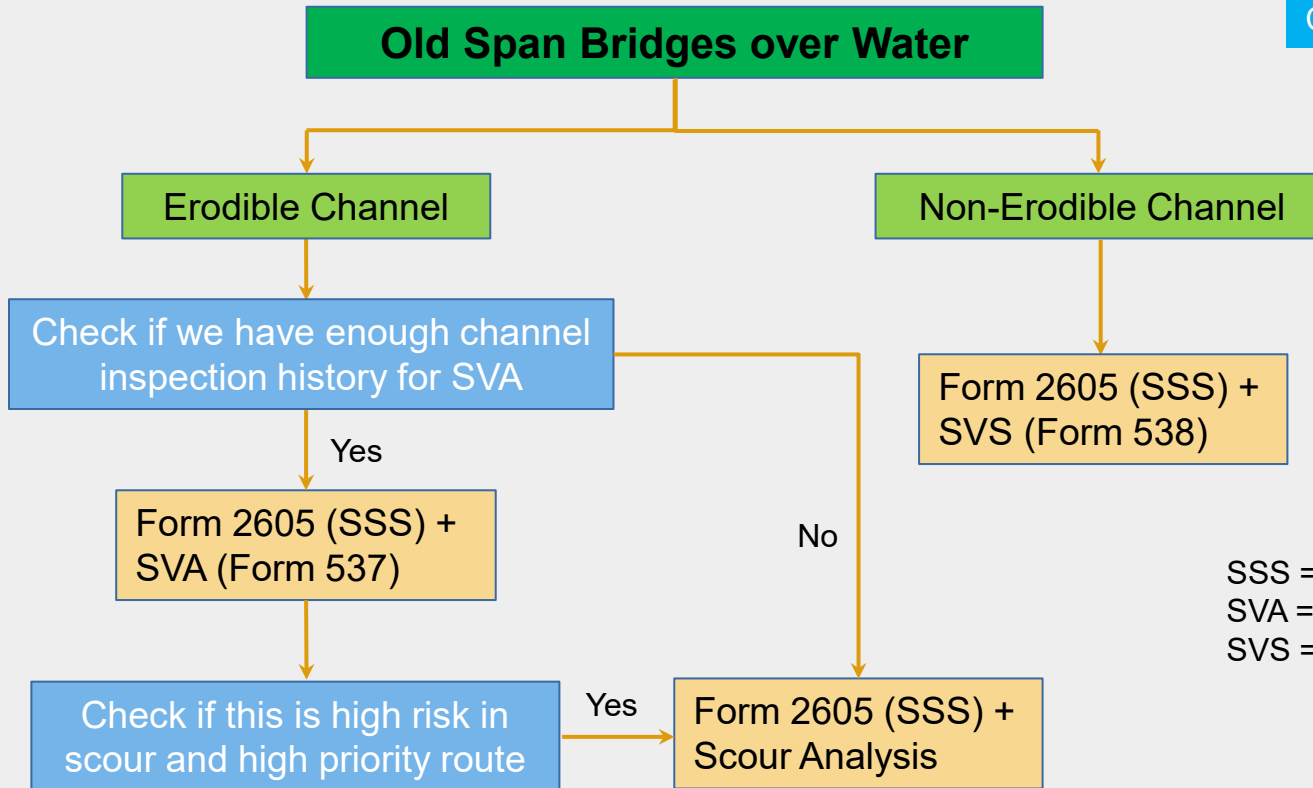 Old Span Bridges over Water
Erodible Channel
Non-Erodible Channel
Check if we have enough channel
inspection history for SVA
Form 2605 (SSS) +
SVS (Form 538)
Yes
No
Form 2605 (SSS) +
SVA (Form 537)
SSS =
SVA =
SVS =
Check if this is high risk in
scour and high priority route
Yes
Form 2605 (SSS) +
Scour Analysis